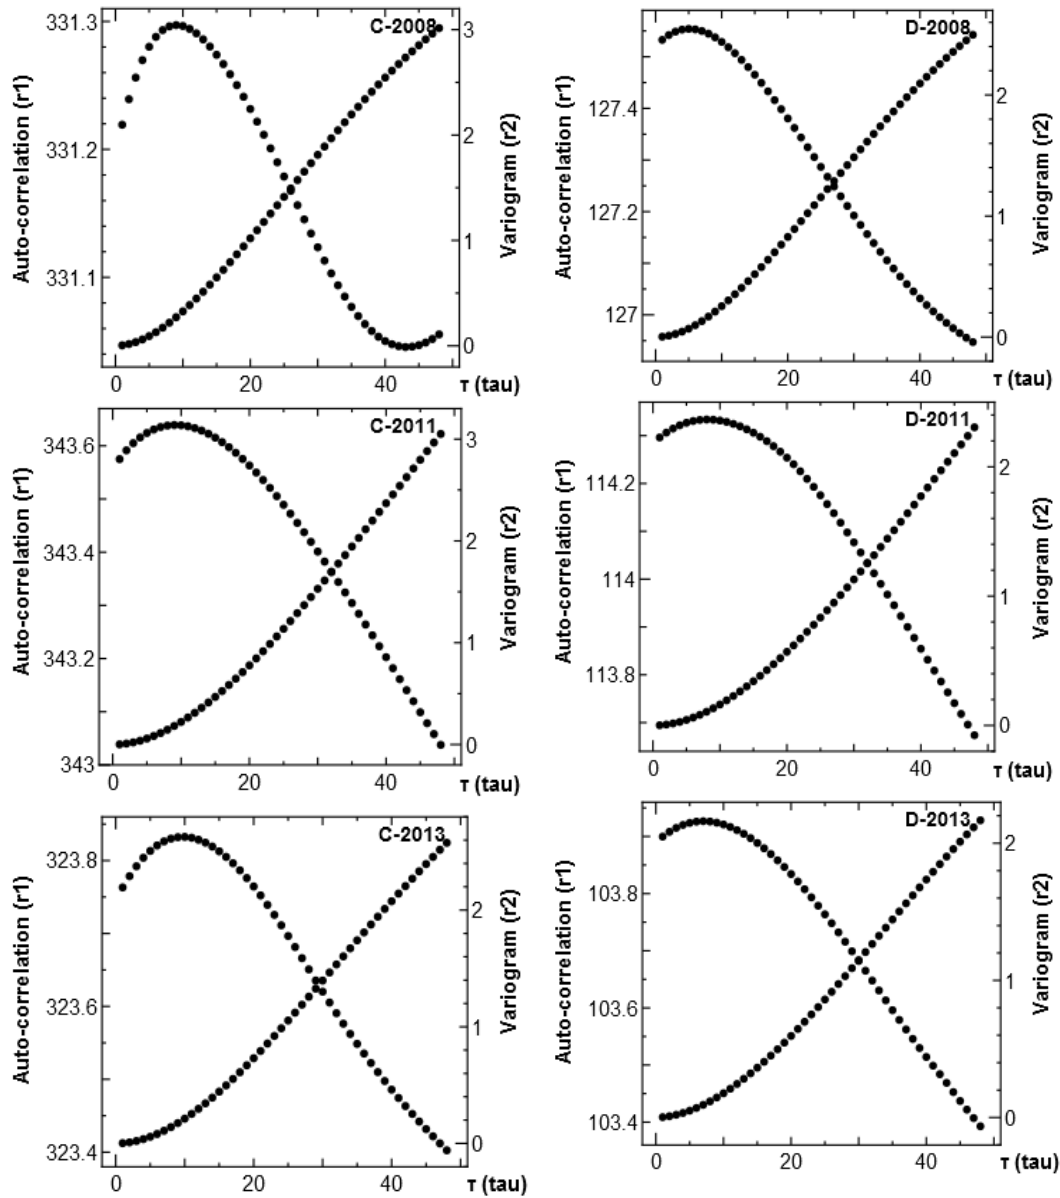 C-2008
Auto-correlation (r1)
331.3
331.2
331.1
Variogram (r2)
3
2
1
0
0
20
40
τ (tau)
D-2008
Auto-correlation (r1)
127.4
127.2
127
Variogram (r2)
2
1
0
0
20
40
τ (tau)
C-2011
Auto-correlation (r1)
343.6
343.4
343.2
343
Variogram (r2)
3
2
1
0
0
20
40
τ (tau)
D-2011
Auto-correlation (r1)
114.2
114
113.8
Variogram (r2)
2
1
0
0
20
40
τ (tau)
C-2013
Auto-correlation (r1)
323.8
323.6
323.4
Variogram (r2)
2
1
0
0
20
40
τ (tau)
D-2013
Auto-correlation (r1)
103.8
103.6
103.4
Variogram (r2)
2
1
0
0
20
40
τ (tau)